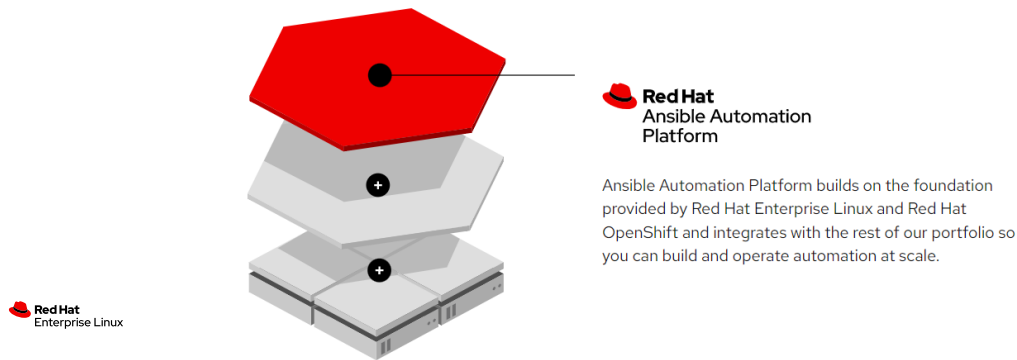 Red Hat
Ansible Automation
Platform
Ansible Automation Platform builds on the foundation
provided by Red Hat Enterprise Linux and Red Hat
OpenShift and integrates with the rest of our portfolio so
you can build and operate automation at scale.
Red Hat
Enterprise Linux